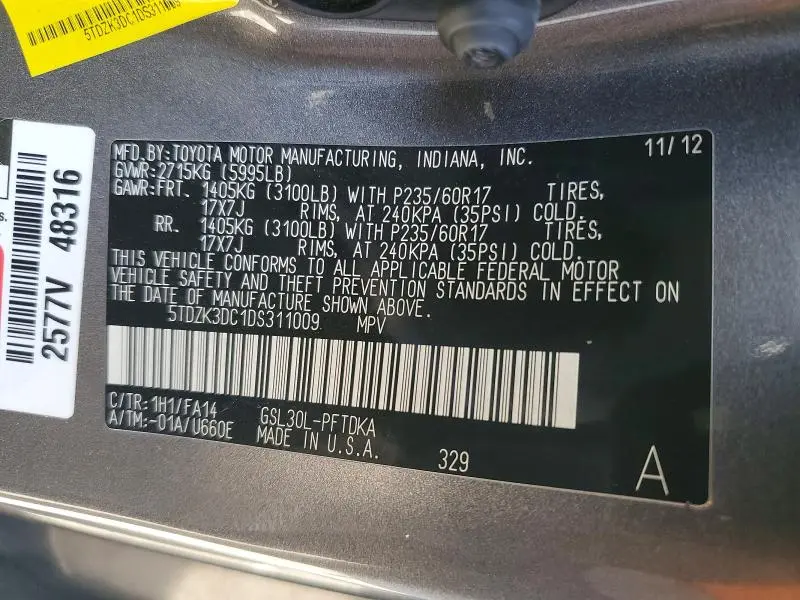 5TDZK3DC1DS311009
2577V 48316
s.
MFD.BY:TOYOTA MOTOR MANUFACTURING, INDIANA, INC. 11/12
GVWR:2715KG (5995LB)
GAWR:FRT. 1405KG (3100LB) WITH P235/60R17 TIRES,
17X7J RIMS, AT 240KPA (35PSI) COLD.
RR. 1405KG (3100LB) WITH P235/60R17 TIRES,
17X7J RIMS, AT 240KPA (35PSI) COLD.
THIS VEHICLE CONFORMS TO ALL APPLICABLE FEDERAL MOTOR
VEHICLE SAFETY AND THEFT PREVENTION STANDARDS IN EFFECT ON
THE DATE OF MANUFACTURE SHOWN ABOVE.
5TDZK3DC1DS311009 MPV
C/TR:1H1/FA14 GSL30L-PFTDKA
A/TM:-01A/U660E MADE IN U.S.A.
329 A